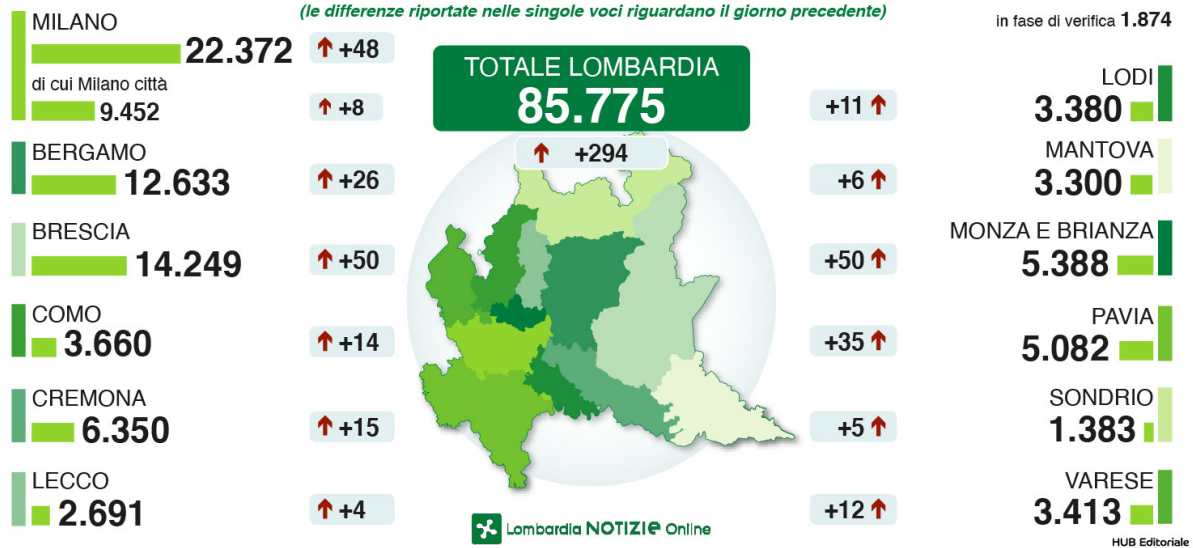 (le differenze riportate nelle singole voci riguardano il giorno precedente)
in fase di verifica 1.874
MILANO
22.372
+48
di cui Milano città
9.452
+8
BERGAMO
12.633
+26
BRESCIA
14.249
+50
COMO
3.660
+14
CREMONA
6.350
+15
LECCO
2.691
+4
TOTALE LOMBARDIA
85.775
+294
LODI
+11
3.380
MANTOVA
+6
3.300
MONZA E BRIANZA
+50
5.388
PAVIA
+35
5.082
SONDRIO
+5
1.383
VARESE
+12
3.413
Lombardia NOTIZIe Online
HUB Editoriale